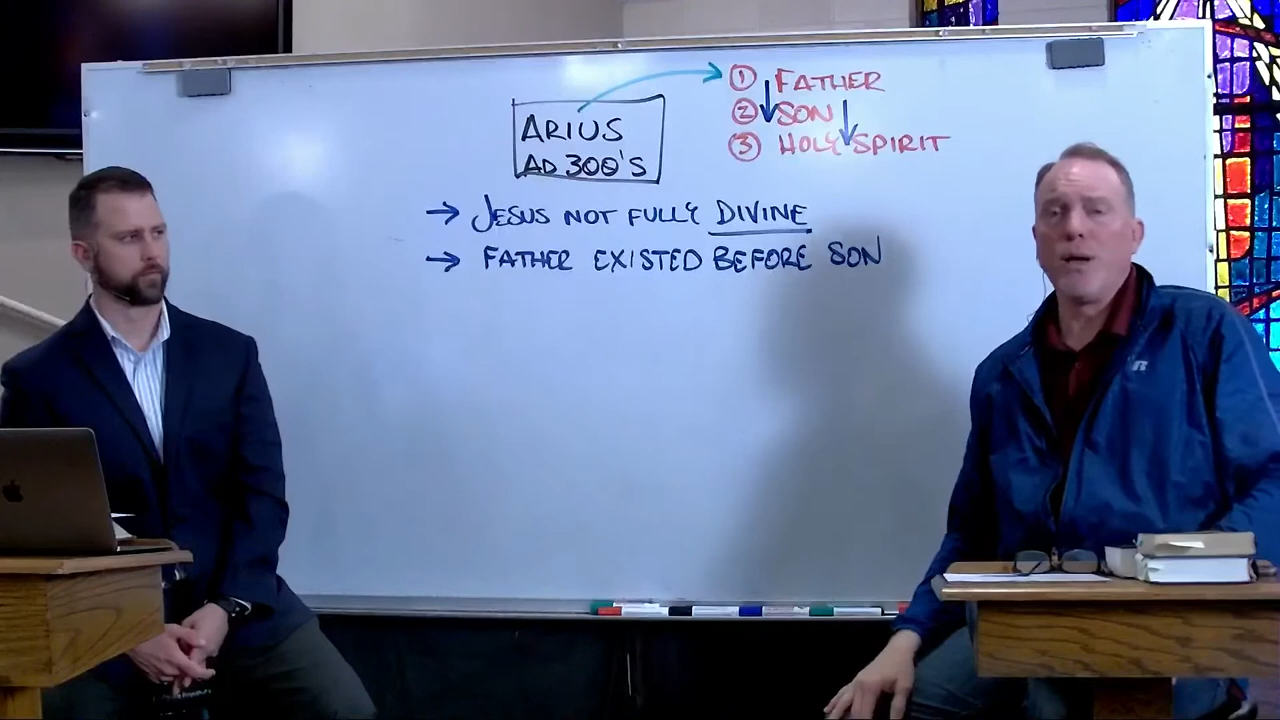 ARIUS
AD 300'S
① FATHER
② SON
③ HOLY SPIRIT
→ JESUS NOT FULLY DIVINE
→ FATHER EXISTED BEFORE SON
R